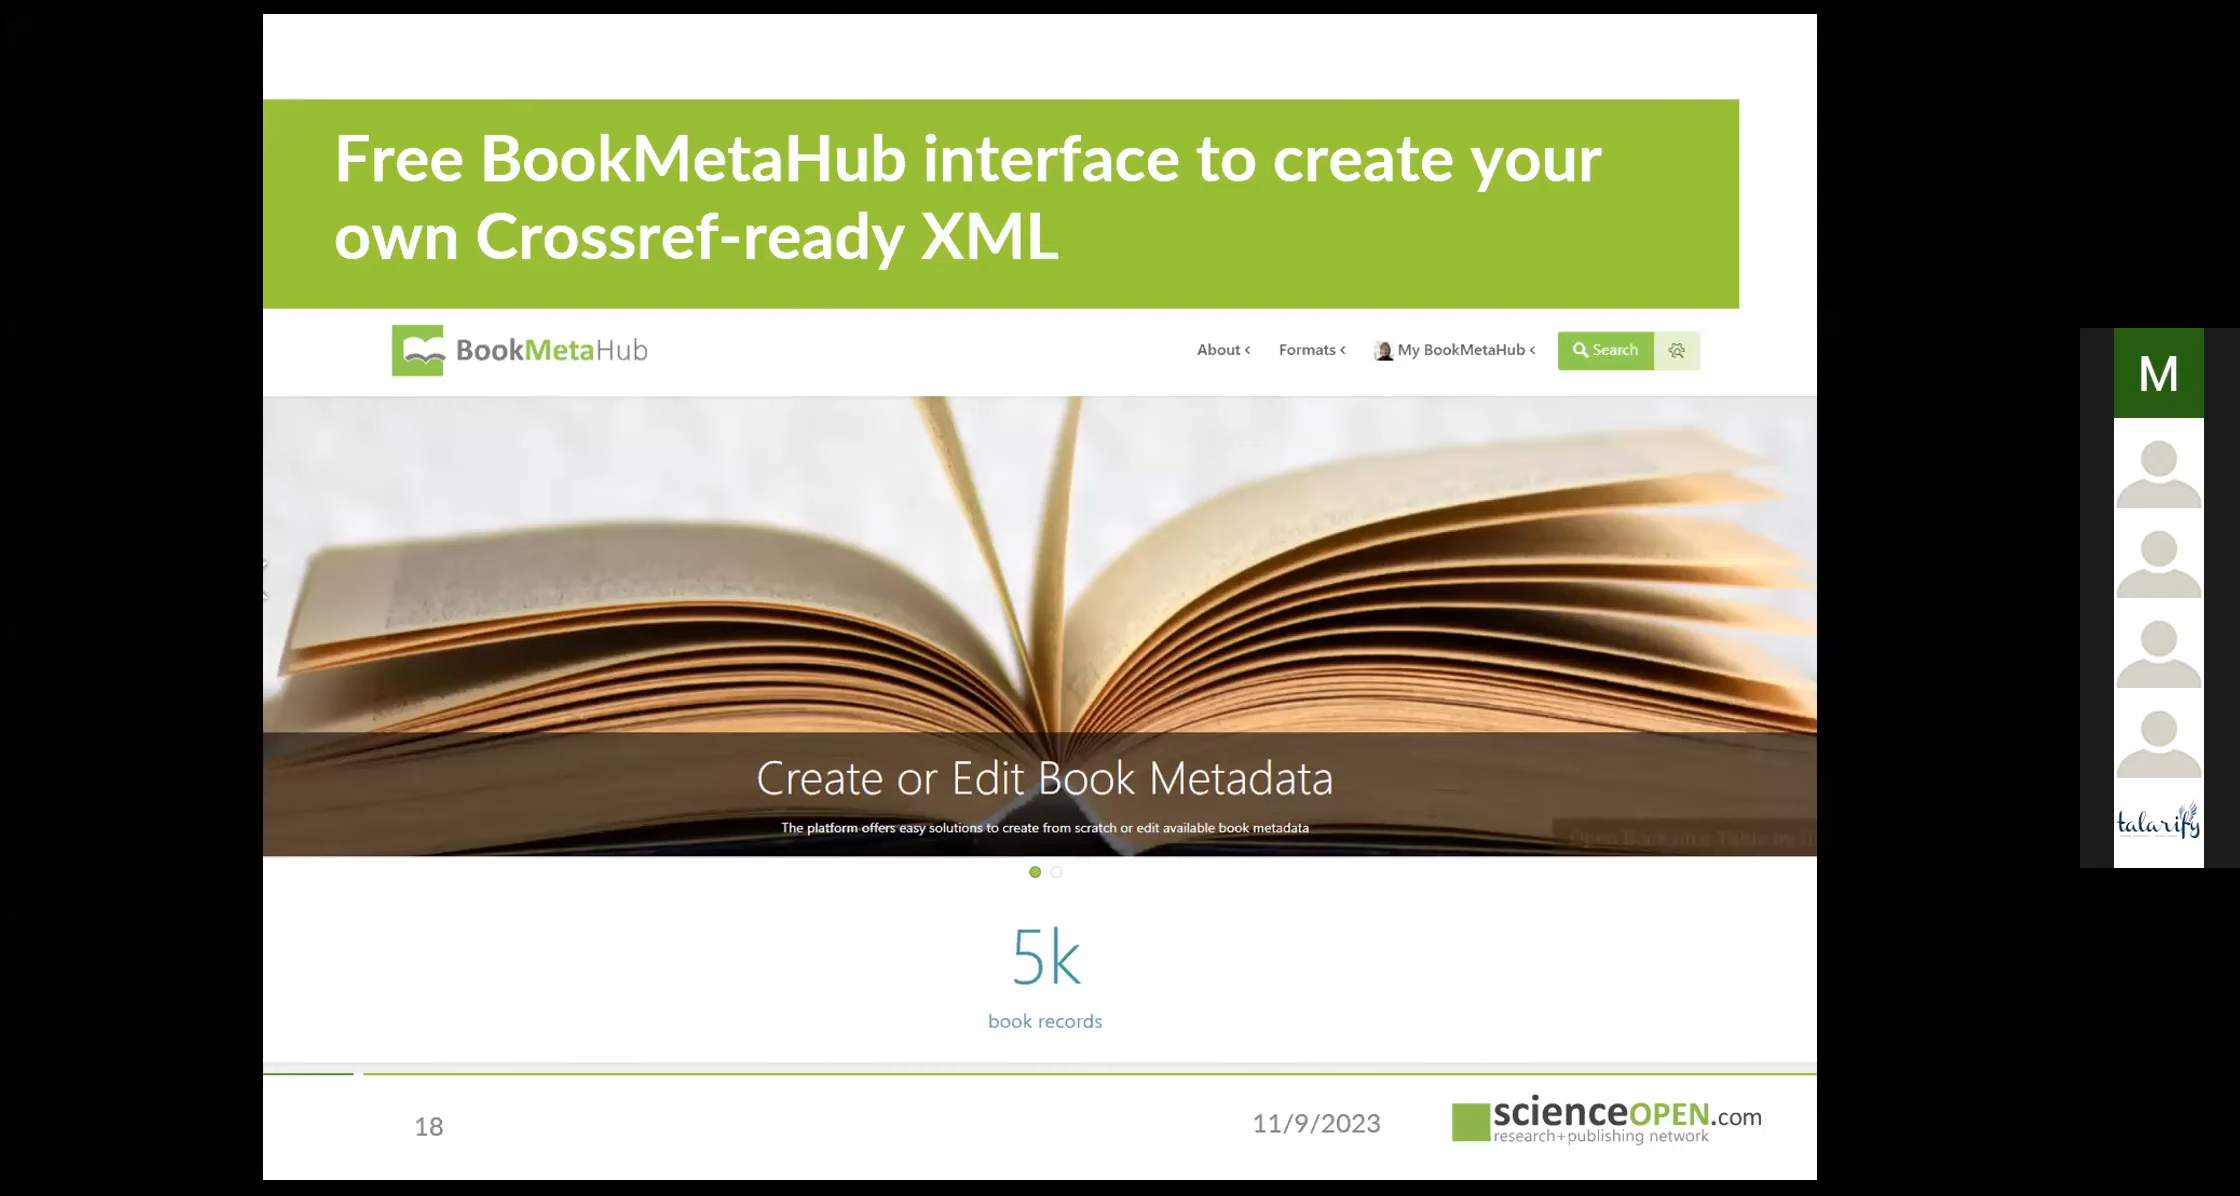 Free BookMetaHub interface to create your
own Crossref-ready XML
BookMetaHub
About <
Formats <
My BookMetaHub <
Search
Create or Edit Book Metadata
The platform offers easy solutions to create from scratch or edit available book metadata
5k
book records
18
11/9/2023
scienceOPEN.com
research+publishing network
M
talarify